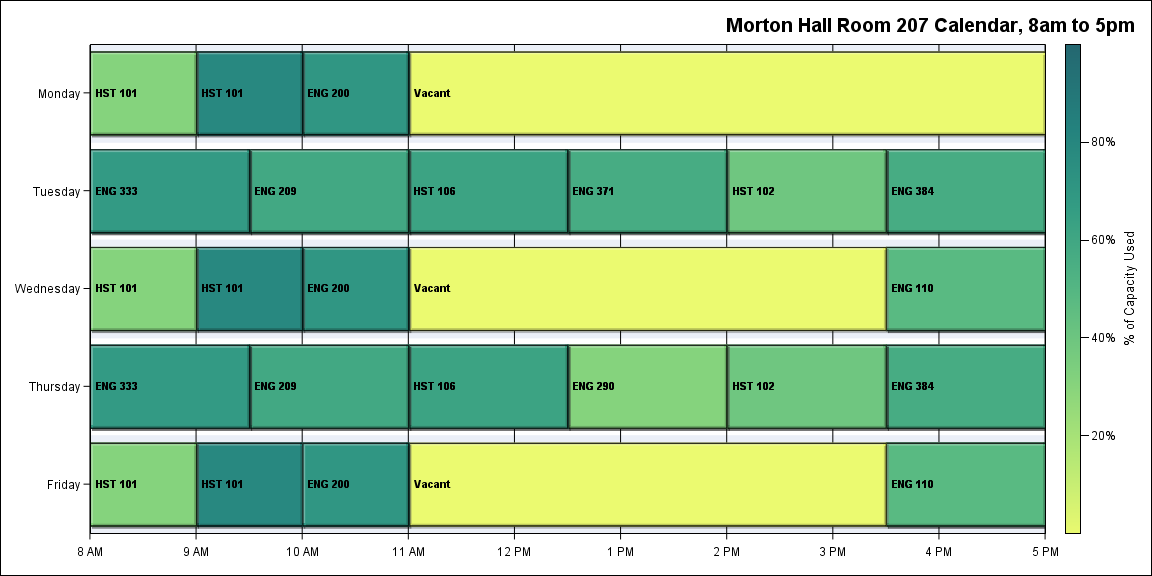 Morton Hall Room 207 Calendar, 8am to 5pm
Monday
HST 101
HST 101
ENG 200
Vacant
Tuesday
ENG 333
ENG 209
HST 106
ENG 371
HST 102
ENG 384
Wednesday
HST 101
HST 101
ENG 200
Vacant
ENG 110
Thursday
ENG 333
ENG 209
HST 106
ENG 290
HST 102
ENG 384
Friday
HST 101
HST 101
ENG 200
Vacant
ENG 110
8 AM
9 AM
10 AM
11 AM
12 PM
1 PM
2 PM
3 PM
4 PM
5 PM
80%
60%
40%
20%
% of Capacity Used